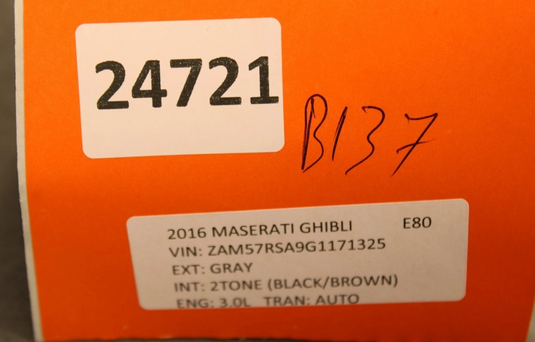 24721
B137
2016 MASERATI GHIBLI E80
VIN: ZAM57RSA9G1171325
EXT: GRAY
INT: 2TONE (BLACK/BROWN)
ENG: 3.0L TRAN: AUTO